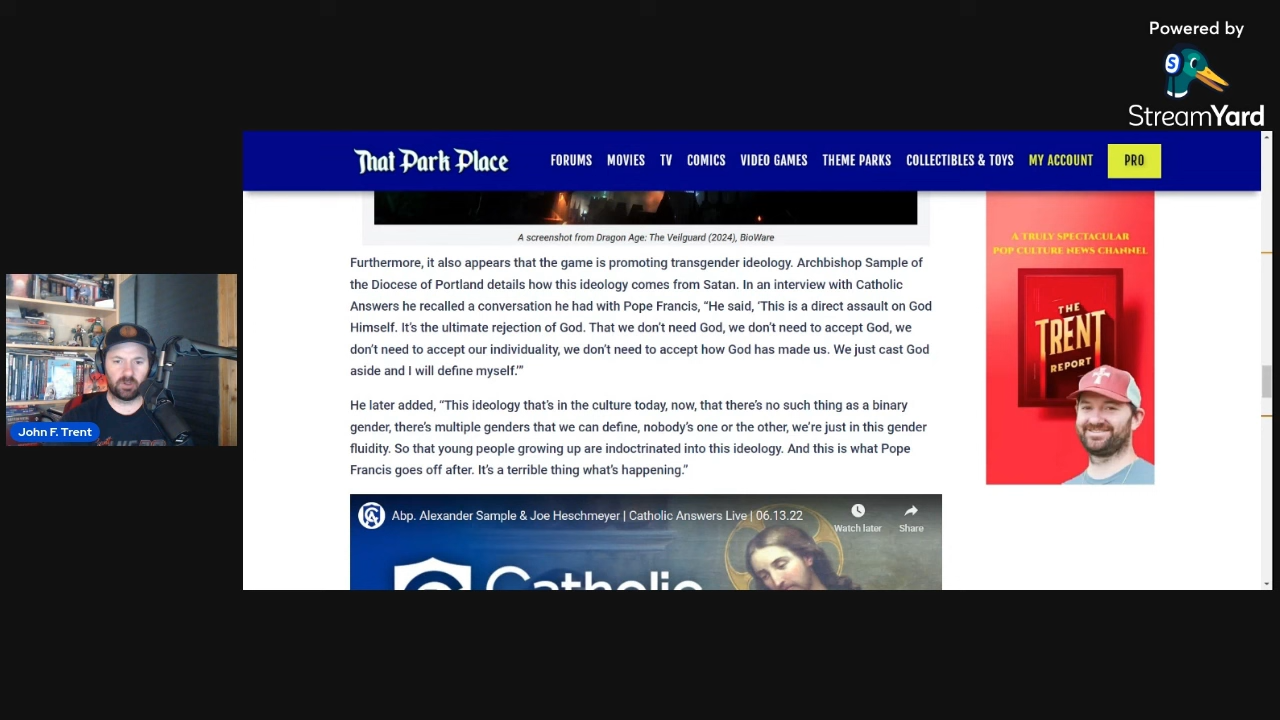 Powered by
S
StreamYard
That Park Place
FORUMS MOVIES TV COMICS VIDEO GAMES THEME PARKS COLLECTIBLES & TOYS MY ACCOUNT PRO
A screenshot from Dragon Age: The Veilguard (2024), BioWare
Furthermore, it also appears that the game is promoting transgender ideology. Archbishop Sample of
the Diocese of Portland details how this ideology comes from Satan. In an interview with Catholic
Answers he recalled a conversation he had with Pope Francis, “He said, ‘This is a direct assault on God
Himself. It’s the ultimate rejection of God. That we don’t need God, we don’t need to accept God, we
don’t need to accept our individuality, we don’t need to accept how God has made us. We just cast God
aside and I will define myself.’”
He later added, “This ideology that’s in the culture today, now, that there’s no such thing as a binary
gender, there’s multiple genders that we can define, nobody’s one or the other, we’re just in this gender
fluidity. So that young people growing up are indoctrinated into this ideology. And this is what Pope
Francis goes off after. It’s a terrible thing what’s happening.”
Abp. Alexander Sample & Joe Heschmeyer | Catholic Answers Live | 06.13.22
Watch later
Share
Catholic
A TRULY SPECTACULAR
POP CULTURE NEWS CHANNEL
THE
TRENT
REPORT
John F. Trent